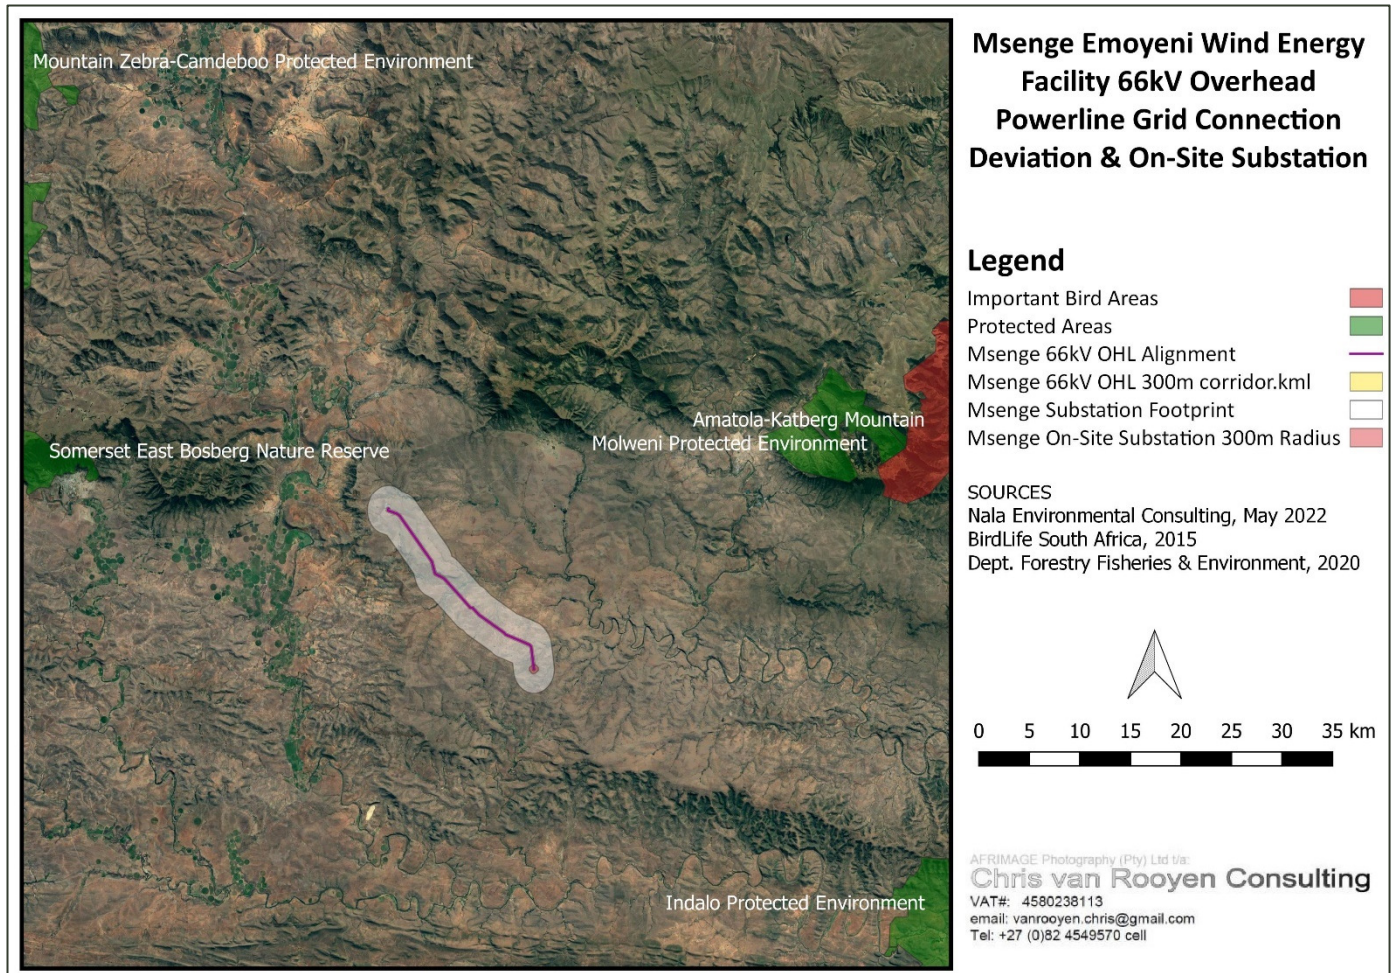 Mountain Zebra-Camdeboo Protected Environment
Amatola-Katberg Mountain
Molweni Protected Environment
Somerset East Bosberg Nature Reserve
Indalo Protected Environment
Msenge Emoyeni Wind Energy
Facility 66kV Overhead
Powerline Grid Connection
Deviation & On-Site Substation
Legend
Important Bird Areas
Protected Areas
Msenge 66kV OHL Alignment
Msenge 66kV OHL 300m corridor.kml
Msenge Substation Footprint
Msenge On-Site Substation 300m Radius
SOURCES
Nala Environmental Consulting, May 2022
BirdLife South Africa, 2015
Dept. Forestry Fisheries & Environment, 2020
0 5 10 15 20 25 30 35 km
AFRIMAGE Photography (Pty) Ltd t/a:
Chris van Rooyen Consulting
VAT#: 4580238113
email: vanrooyen.chris@gmail.com
Tel: +27 (0)82 4549570 cell